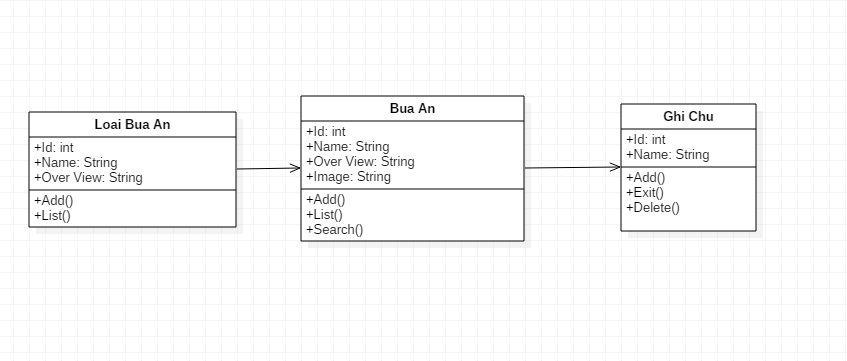 Loai Bua An
+Id: int
+Name: String
+Over View: String
+Add()
+List()
Bua An
+Id: int
+Name: String
+Over View: String
+Image: String
+Add()
+List()
+Search()
Ghi Chu
+Id: int
+Name: String
+Add()
+Exit()
+Delete()